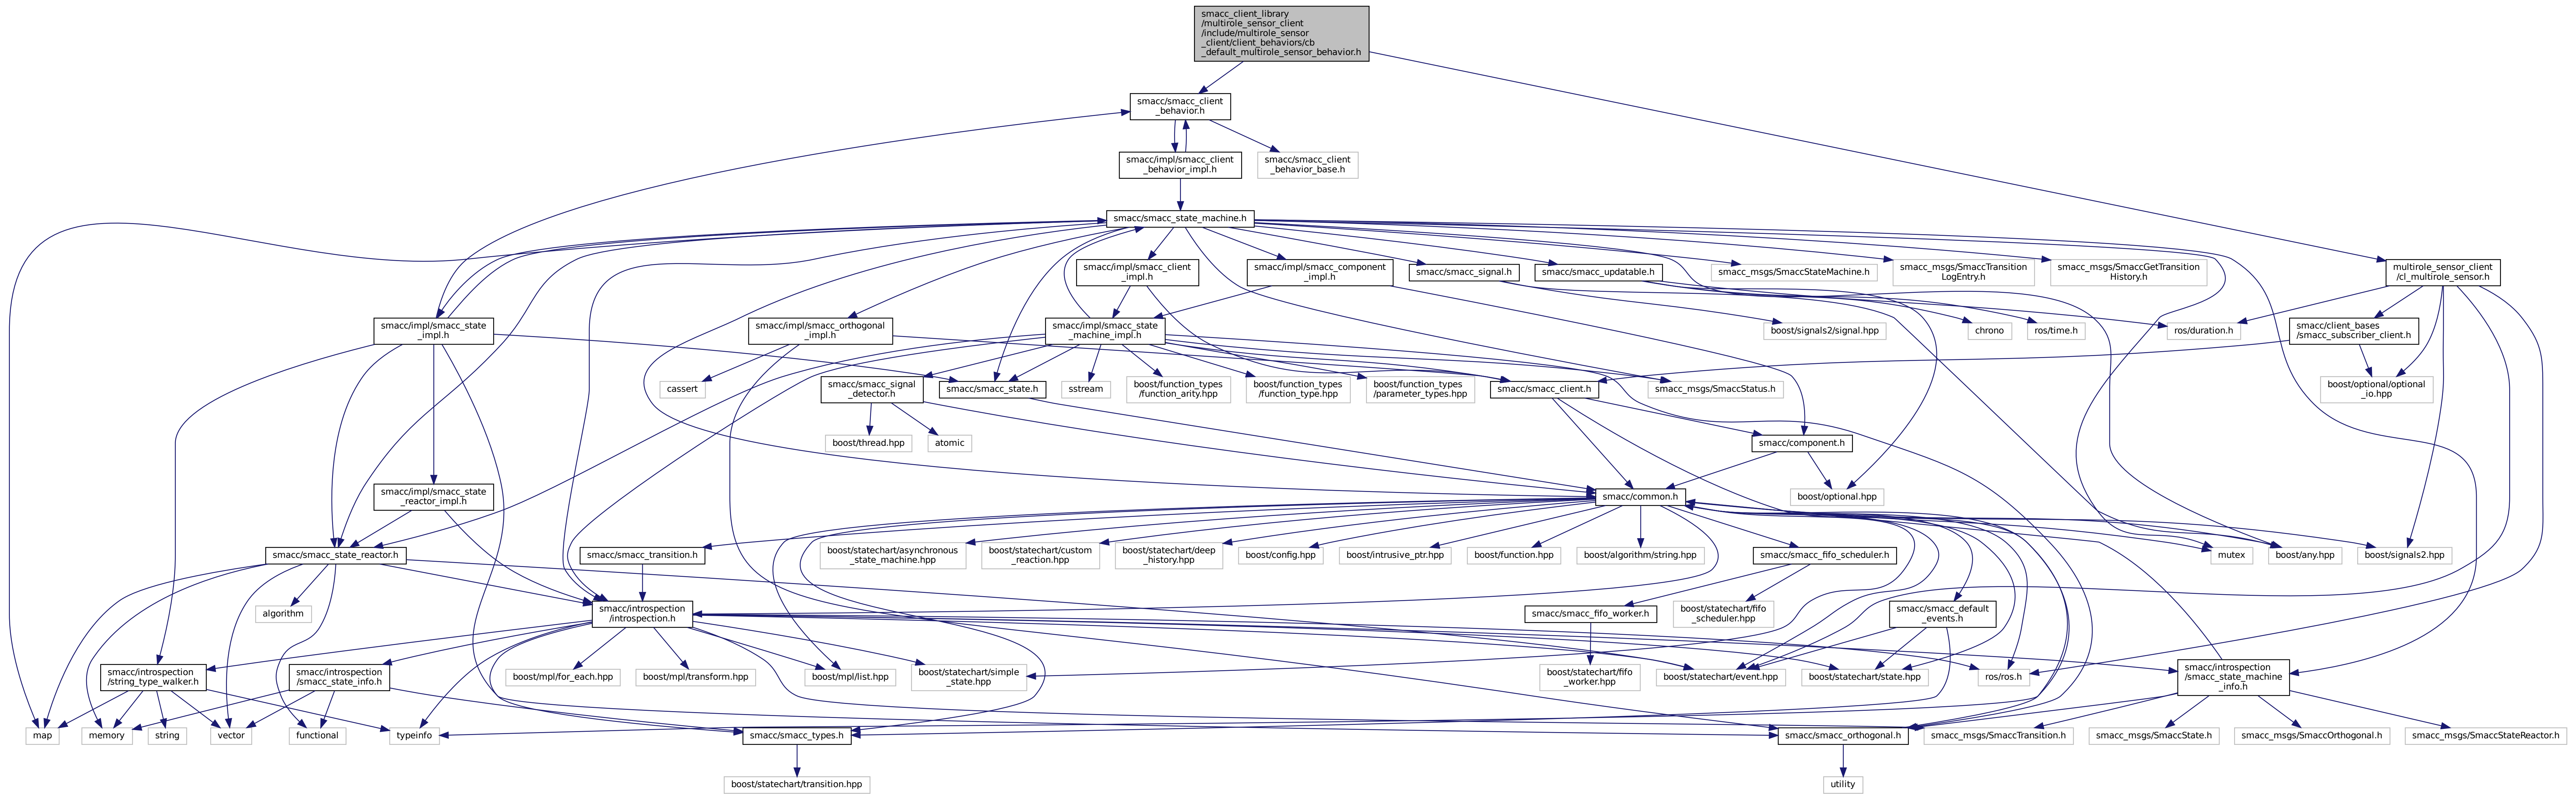 smacc_client_library
/multirole_sensor_client
/include/multirole_sensor
_client/client_behaviors/cb
_default_multirole_sensor_behavior.h
smacc/smacc_client
_behavior.h
smacc/impl/smacc_client
_behavior_impl.h
smacc/smacc_client
_behavior_base.h
smacc/smacc_state_machine.h
smacc/impl/smacc_client
_impl.h
smacc/impl/smacc_component
_impl.h
smacc/smacc_signal.h
smacc/smacc_updatable.h
smacc_msgs/SmaccStateMachine.h
smacc_msgs/SmaccTransition
LogEntry.h
smacc_msgs/SmaccGetTransition
History.h
multirole_sensor_client
/cl_multirole_sensor.h
smacc/impl/smacc_state
_impl.h
smacc/impl/smacc_orthogonal
_impl.h
smacc/impl/smacc_state
_machine_impl.h
boost/signals2/signal.hpp
chrono
ros/time.h
ros/duration.h
smacc/client_bases
/smacc_subscriber_client.h
cassert
smacc/smacc_signal
_detector.h
smacc/smacc_state.h
sstream
boost/function_types
/function_arity.hpp
boost/function_types
/function_type.hpp
boost/function_types
/parameter_types.hpp
smacc/smacc_client.h
smacc_msgs/SmaccStatus.h
boost/optional/optional
_io.hpp
boost/thread.hpp
atomic
smacc/component.h
smacc/impl/smacc_state
_reactor_impl.h
smacc/common.h
boost/optional.hpp
smacc/smacc_state_reactor.h
smacc/smacc_transition.h
boost/statechart/asynchronous
_state_machine.hpp
boost/statechart/custom
_reaction.hpp
boost/statechart/deep
_history.hpp
boost/config.hpp
boost/intrusive_ptr.hpp
boost/function.hpp
boost/algorithm/string.hpp
smacc/smacc_fifo_scheduler.h
mutex
boost/any.hpp
boost/signals2.hpp
algorithm
smacc/introspection
/introspection.h
smacc/smacc_fifo_worker.h
boost/statechart/fifo
_scheduler.hpp
smacc/smacc_default
_events.h
smacc/introspection
/string_type_walker.h
smacc/introspection
/smacc_state_info.h
boost/mpl/for_each.hpp
boost/mpl/transform.hpp
boost/mpl/list.hpp
boost/statechart/simple
_state.hpp
boost/statechart/fifo
_worker.hpp
boost/statechart/event.hpp
boost/statechart/state.hpp
ros/ros.h
smacc/introspection
/smacc_state_machine
_info.h
map
memory
string
vector
functional
typeinfo
smacc/smacc_types.h
smacc/smacc_orthogonal.h
smacc_msgs/SmaccTransition.h
smacc_msgs/SmaccState.h
smacc_msgs/SmaccOrthogonal.h
smacc_msgs/SmaccStateReactor.h
boost/statechart/transition.hpp
utility